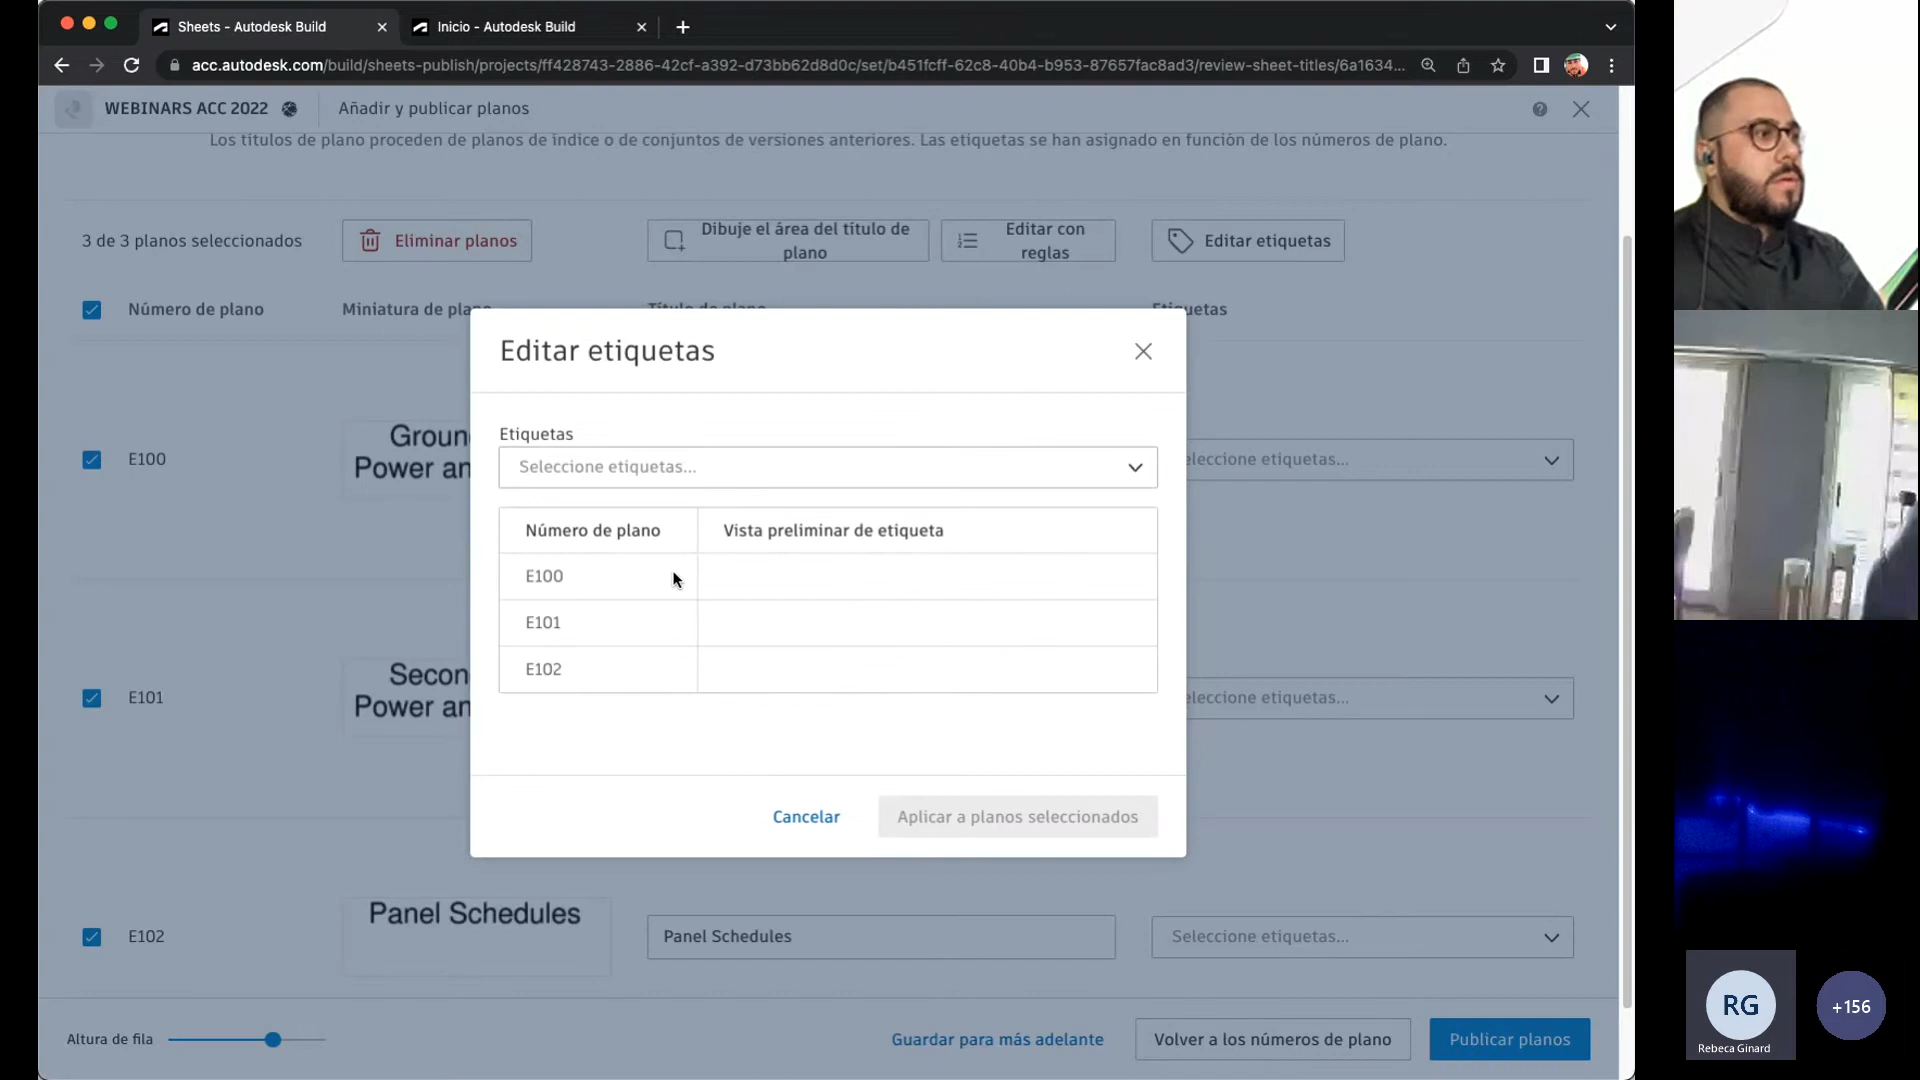 Sheets - Autodesk Build
Inicio - Autodesk Build
acc.autodesk.com/build/sheets-publish/projects/ff428743-2886-42cf-a392-d73bb62d8d0c/set/b451fcff-62c8-40b4-b953-87657fac8ad3/review-sheet-titles/6a1634...
WEBINARS ACC 2022
Añadir y publicar planos
Los títulos de plano proceden de planos de índice o de conjuntos de versiones anteriores. Las etiquetas se han asignado en función de los números de plano.
3 de 3 planos seleccionados
Eliminar planos
Dibuje el área del título de
plano
Editar con
reglas
Editar etiquetas
Número de plano
Miniatura de plano
Título de plano
Etiquetas
Editar etiquetas
Etiquetas
Seleccione etiquetas...
Número de plano
Vista preliminar de etiqueta
E100
E101
E102
Cancelar
Aplicar a planos seleccionados
E100
Groun
Power an
eleccione etiquetas...
E101
Secon
Power an
eleccione etiquetas...
E102
Panel Schedules
Panel Schedules
Seleccione etiquetas...
Altura de fila
Guardar para más adelante
Volver a los números de plano
Publicar planos
RG
Rebeca Ginard
+156